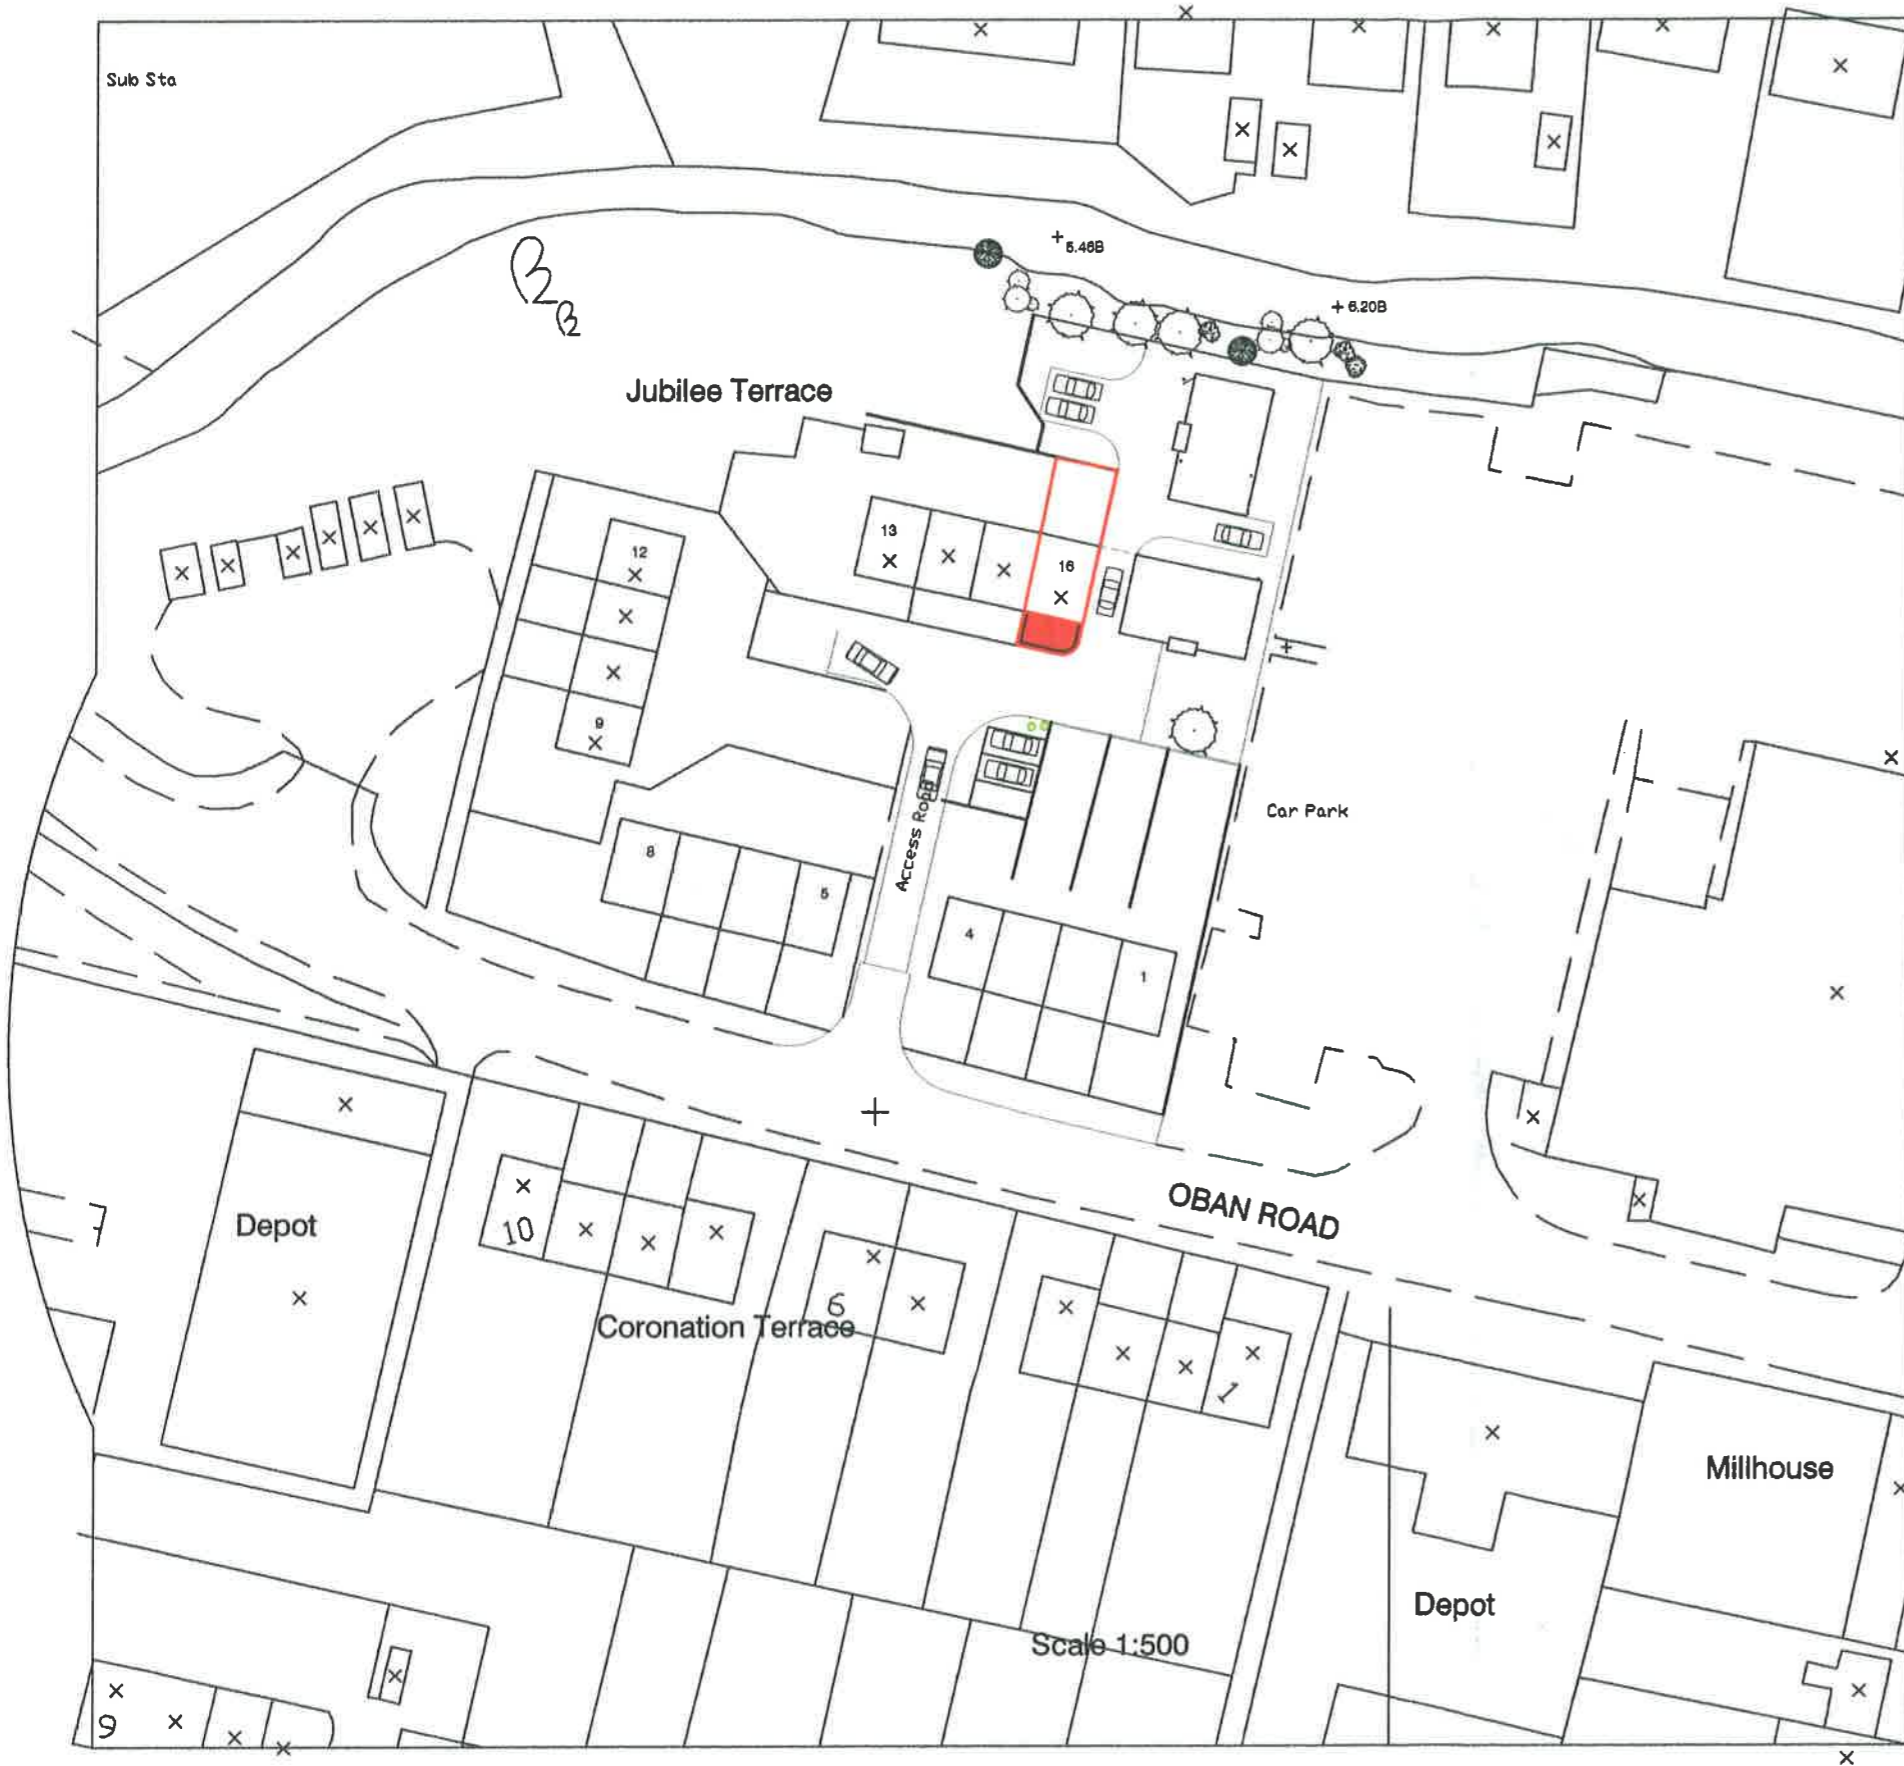 Sub Sta
5.46B
6.20B
Jubilee Terrace
13
12
16
9
Car Park
Access Road
8
5
4
1
OBAN ROAD
Depot
10
6
Coronation Terrace
1
Millhouse
Depot
Scale 1:500
9